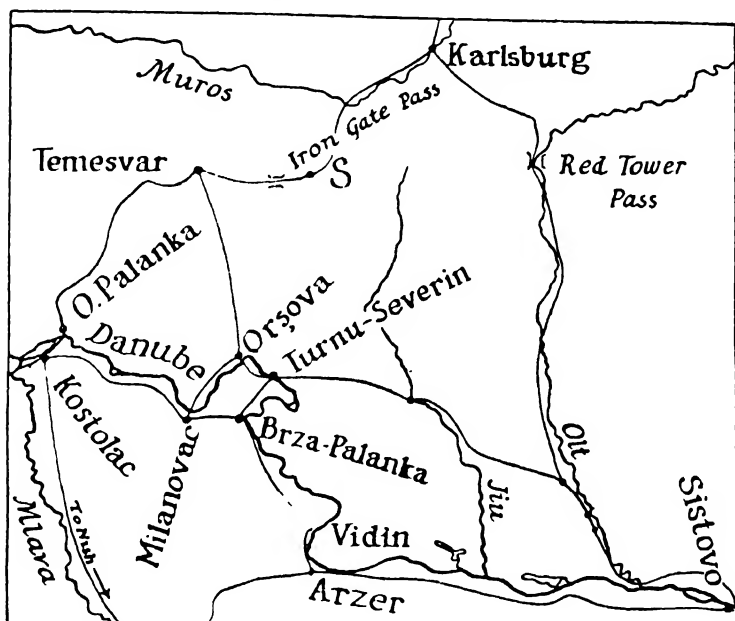 Karlsburg
Muros
Iron Gate Pass
Temesvar
S
Red Tower
Pass
O. Palanka
Orşova
Turnu-Severin
Danube
Kostolac
Milanovac
Brza-Palanka
Olt
Jiu
Sistovo
Mlara
To Nish
Vidin
Arzer